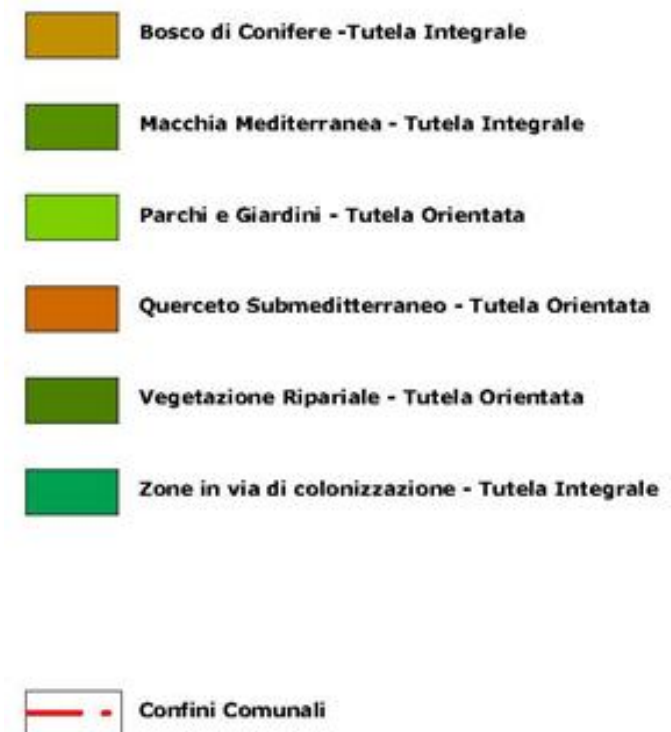 Bosco di Conifere -Tutela Integrale
Macchia Mediterranea - Tutela Integrale
Parchi e Giardini - Tutela Orientata
Querceto Submeditterraneo - Tutela Orientata
Vegetazione Ripariale - Tutela Orientata
Zone in via di colonizzazione - Tutela Integrale
Confini Comunali